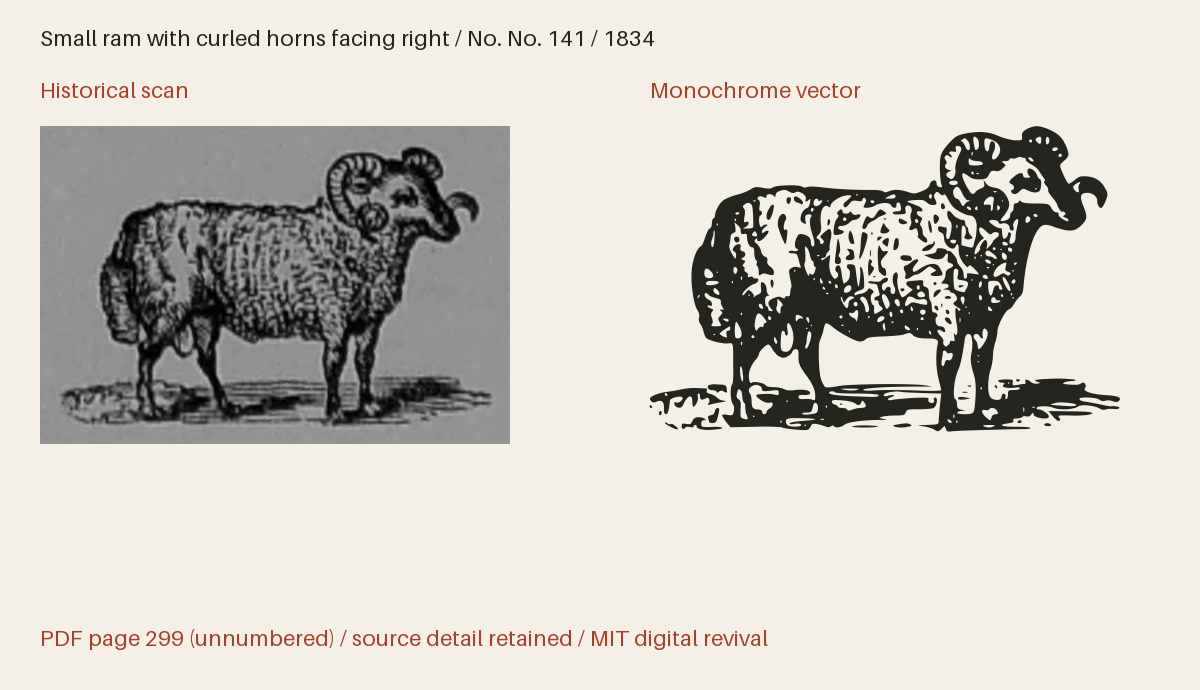 Small ram with curled horns facing right / No. No. 141 / 1834
Historical scan
Monochrome vector
PDF page 299 (unnumbered) / source detail retained / MIT digital revival